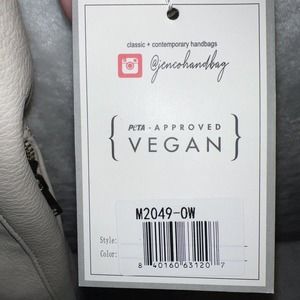 classic + contemporary handbags
@jencohandbag
PETA - APPROVED
VEGAN
M2049-OW
Style:
Color:
8 40160 63120 7